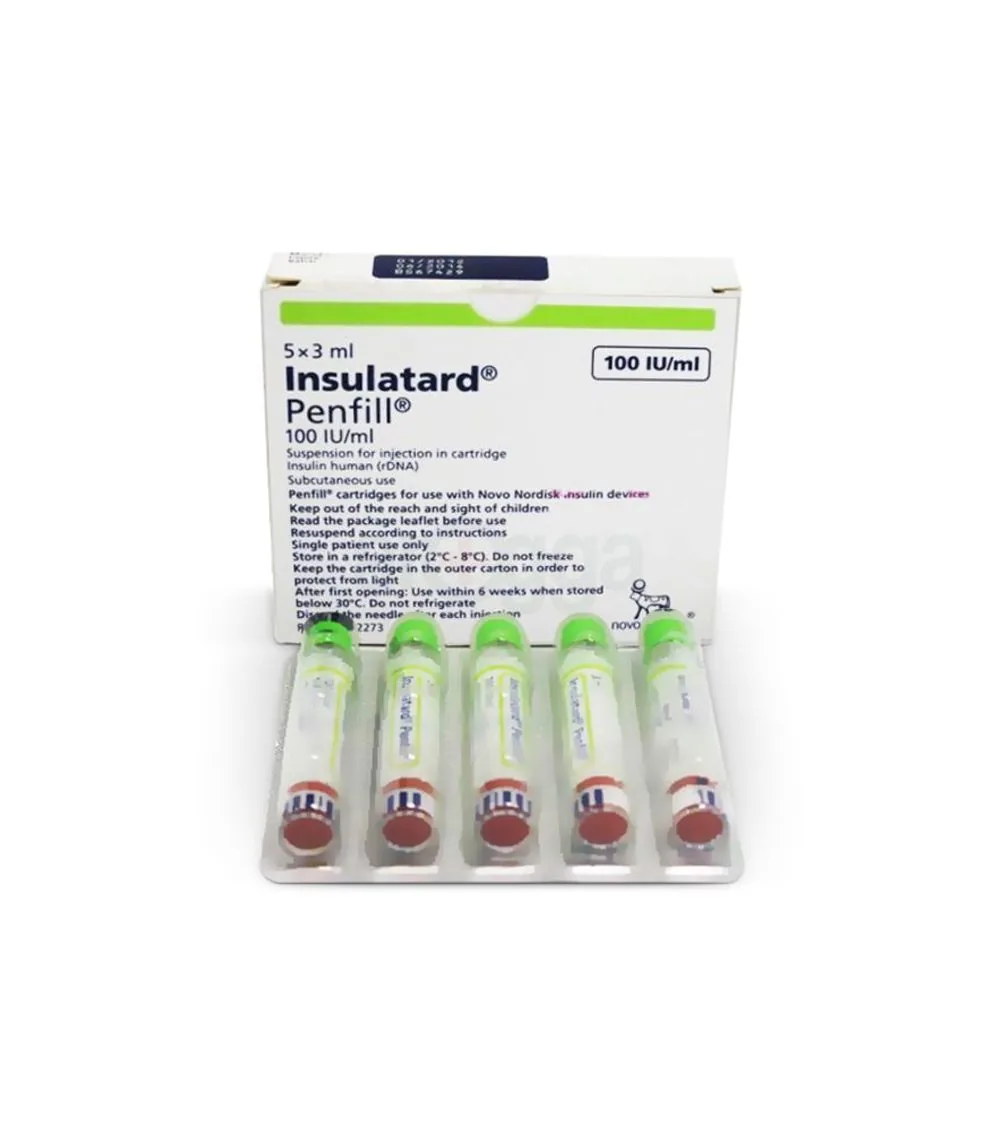 5 × 3 ml
Insulatard®
Penfill®
100 IU/ml
100 IU/ml
Suspension for injection in cartridge
Insulin human (rDNA)
Subcutaneous use
Penfill® cartridges for use with Novo Nordisk insulin devices
Keep out of the reach and sight of children
Read the package leaflet before use
Resuspend according to instructions
Single patient use only
Store in a refrigerator (2°C - 8°C). Do not freeze
Keep the cartridge in the outer carton in order to
protect from light
After first opening: Use within 6 weeks when stored
below 30°C. Do not refrigerate
Discard the needle after each injection
2273
novo
®